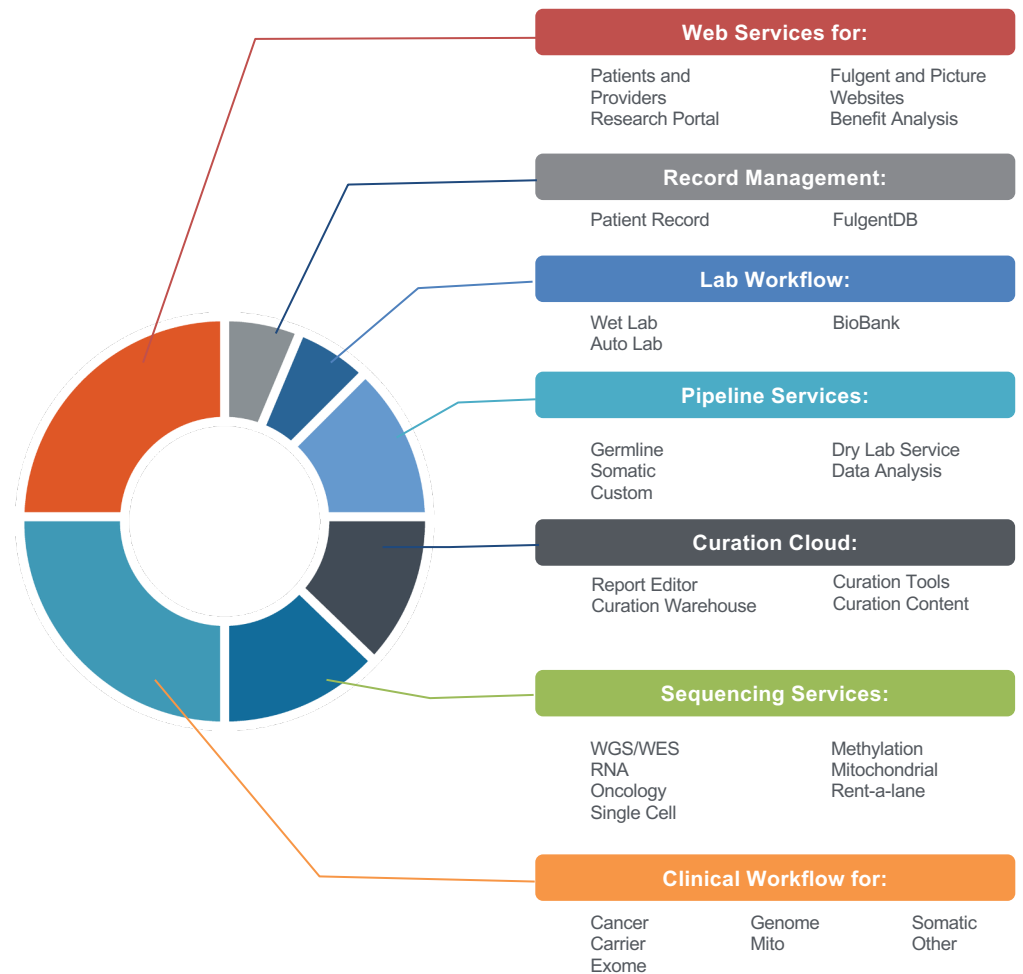 Web Services for:
Patients and
Providers
Research Portal
Fulgent and Picture
Websites
Benefit Analysis
Record Management:
Patient Record
FulgentDB
Lab Workflow:
Wet Lab
Auto Lab
BioBank
Pipeline Services:
Germline
Somatic
Custom
Dry Lab Service
Data Analysis
Curation Cloud:
Report Editor
Curation Warehouse
Curation Tools
Curation Content
Sequencing Services:
WGS/WES
RNA
Oncology
Single Cell
Methylation
Mitochondrial
Rent-a-lane
Clinical Workflow for:
Cancer
Carrier
Exome
Genome
Mito
Somatic
Other